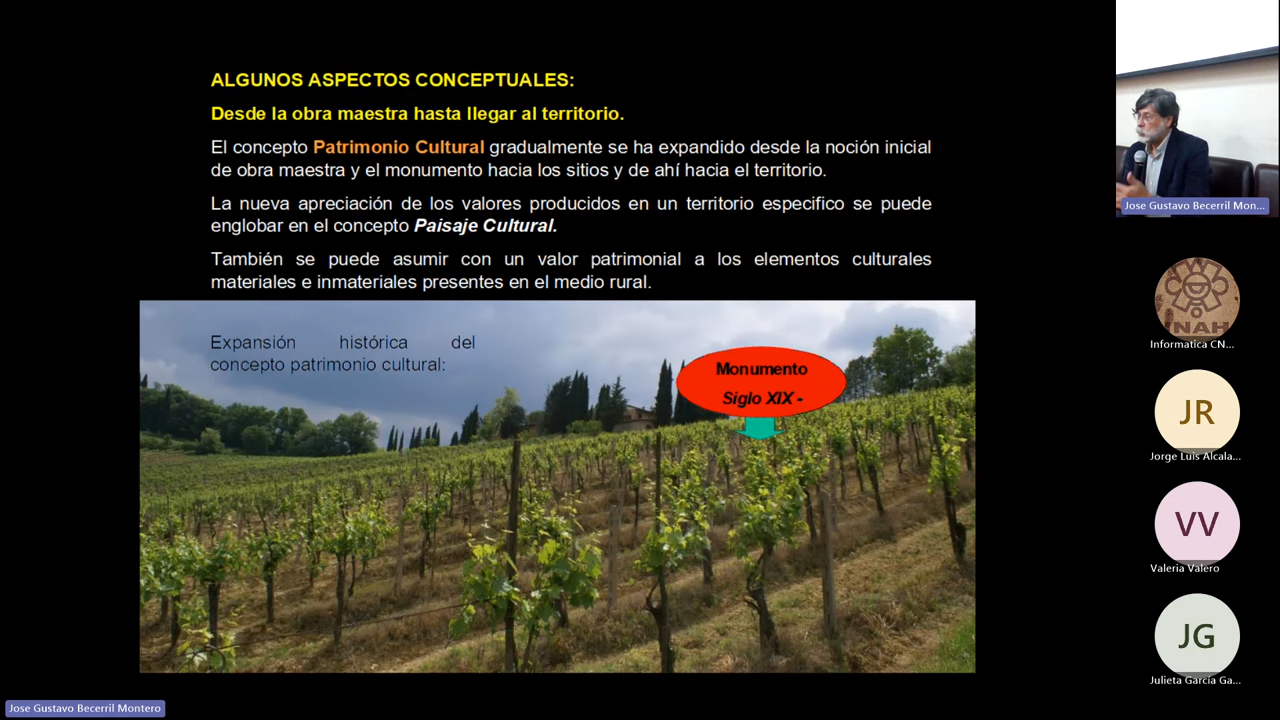 ALGUNOS ASPECTOS CONCEPTUALES:
Desde la obra maestra hasta llegar al territorio.
El concepto Patrimonio Cultural gradualmente se ha expandido desde la noción inicial
de obra maestra y el monumento hacia los sitios y de ahí hacia el territorio.
La nueva apreciación de los valores producidos en un territorio especifico se puede
englobar en el concepto Paisaje Cultural.
También se puede asumir con un valor patrimonial a los elementos culturales
materiales e inmateriales presentes en el medio rural.
Expansión histórica del
concepto patrimonio cultural:
Monumento
Siglo XIX -
Jose Gustavo Becerril Mon...
INAH
Informatica CN...
JR
Jorge Luis Alcala...
VV
Valeria Valero
JG
Julieta García Ga...
Jose Gustavo Becerril Montero